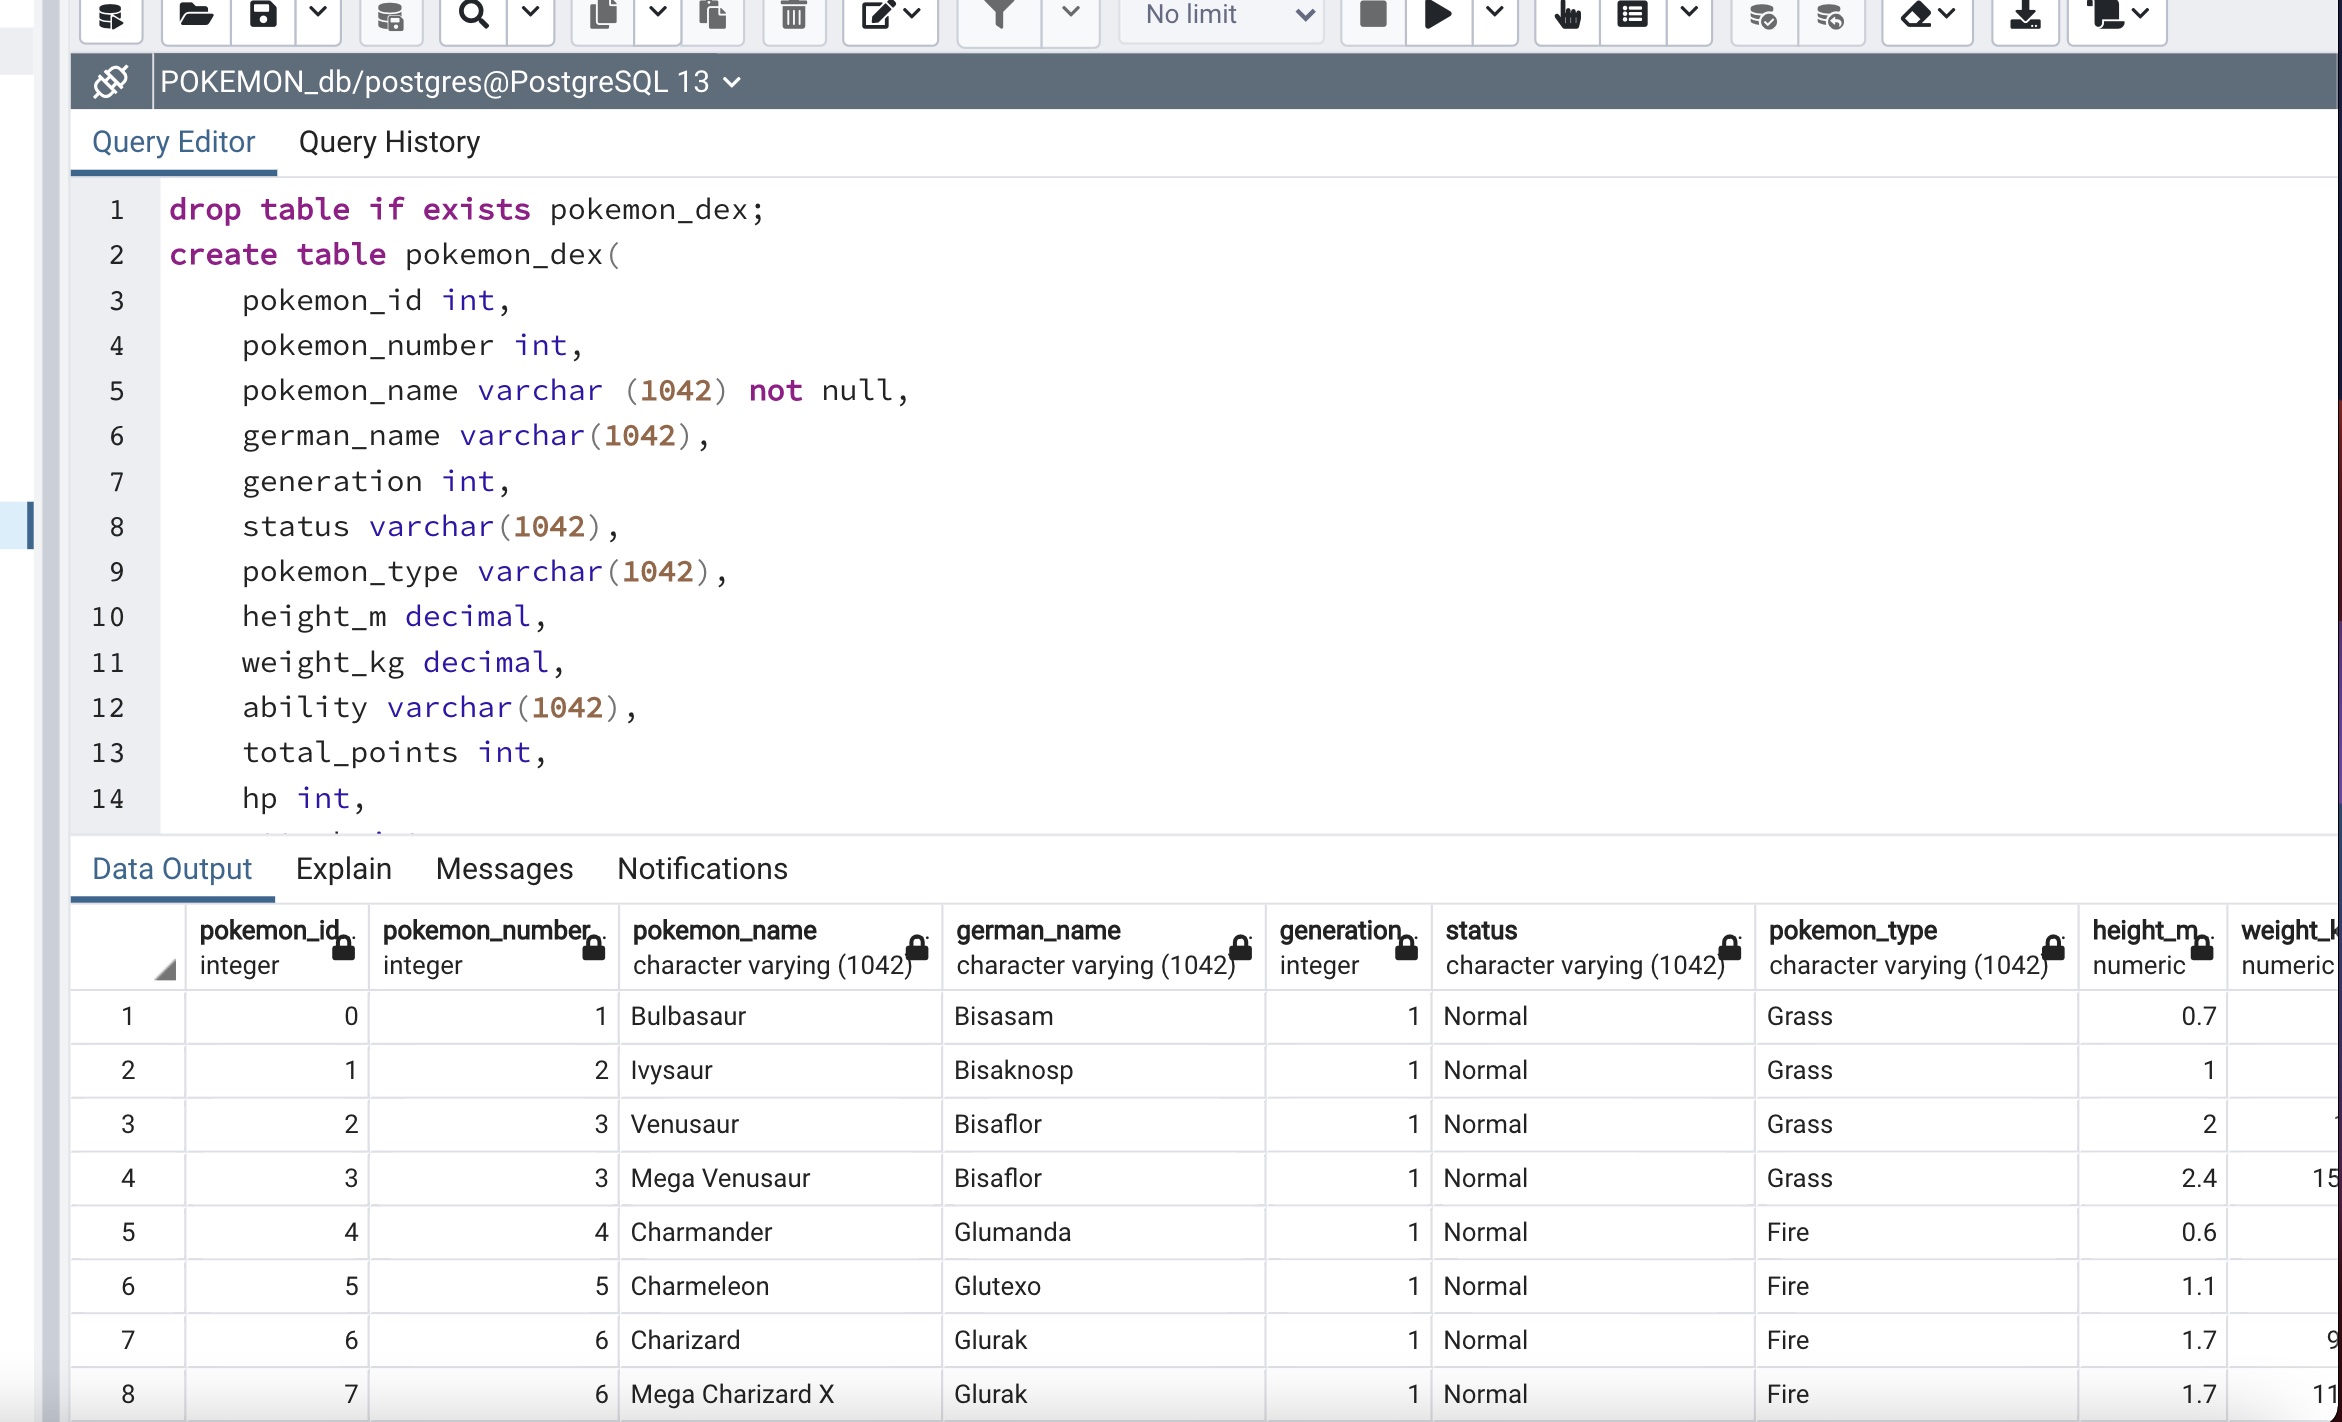 No limit
POKEMON_db/postgres@PostgreSQL 13
Query Editor Query History
1 drop table if exists pokemon_dex;
2 create table pokemon_dex(
3 pokemon_id int,
4 pokemon_number int,
5 pokemon_name varchar (1042) not null,
6 german_name varchar(1042),
7 generation int,
8 status varchar(1042),
9 pokemon_type varchar(1042),
10 height_m decimal,
11 weight_kg decimal,
12 ability varchar(1042),
13 total_points int,
14 hp int,
Data Output Explain Messages Notifications
pokemon_id pokemon_number pokemon_name german_name generation status pokemon_type height_m weight_k
integer integer character varying (1042) character varying (1042) integer character varying (1042) character varying (1042) numeric numeric
1 0 1 Bulbasaur Bisasam 1 Normal Grass 0.7
2 1 2 Ivysaur Bisaknosp 1 Normal Grass 1
3 2 3 Venusaur Bisaflor 1 Normal Grass 2
4 3 3 Mega Venusaur Bisaflor 1 Normal Grass 2.4 15
5 4 4 Charmander Glumanda 1 Normal Fire 0.6
6 5 5 Charmeleon Glutexo 1 Normal Fire 1.1
7 6 6 Charizard Glurak 1 Normal Fire 1.7 9
8 7 6 Mega Charizard X Glurak 1 Normal Fire 1.7 11